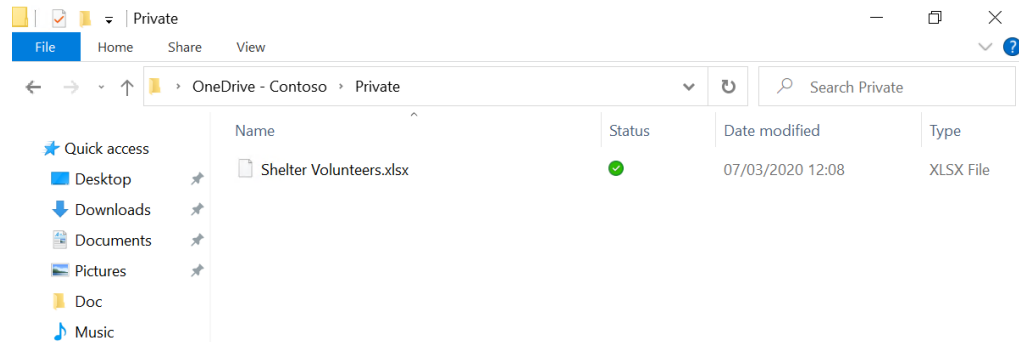 Private
File Home Share View
?
OneDrive - Contoso Private
Search Private
Name Status Date modified Type
Shelter Volunteers.xlsx 07/03/2020 12:08 XLSX File
Quick access
Desktop
Downloads
Documents
Pictures
Doc
Music